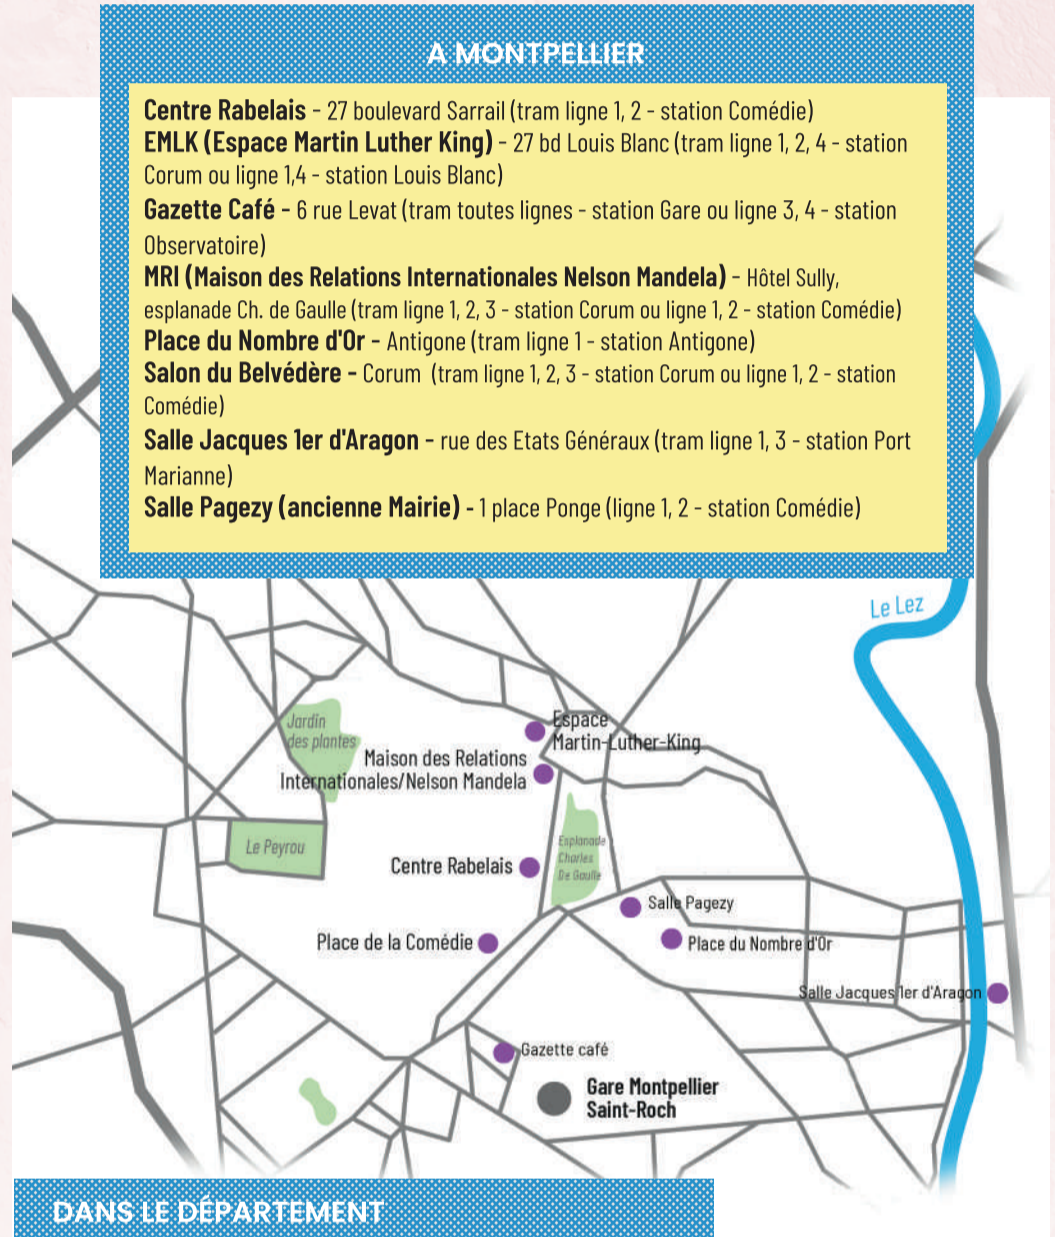 A MONTPELLIER
Centre Rabelais - 27 boulevard Sarrail (tram ligne 1, 2 - station Comédie)
EMLK (Espace Martin Luther King) - 27 bd Louis Blanc (tram ligne 1, 2, 4 - station
Corum ou ligne 1,4 - station Louis Blanc)
Gazette Café - 6 rue Levat (tram toutes lignes - station Gare ou ligne 3, 4 - station
Observatoire)
MRI (Maison des Relations Internationales Nelson Mandela) - Hôtel Sully,
esplanade Ch. de Gaulle (tram ligne 1, 2, 3 - station Corum ou ligne 1, 2 - station Comédie)
Place du Nombre d'Or - Antigone (tram ligne 1 - station Antigone)
Salon du Belvédère - Corum (tram ligne 1, 2, 3 - station Corum ou ligne 1, 2 - station
Comédie)
Salle Jacques 1er d'Aragon - rue des Etats Généraux (tram ligne 1, 3 - station Port
Marianne)
Salle Pagezy (ancienne Mairie) - 1 place Ponge (ligne 1, 2 - station Comédie)
Le Lez
Jardin
des plantes
Espace
Martin-Luther-King
Maison des Relations
Internationales/Nelson Mandela
Le Peyrou
Esplanade
Charles
De Gaulle
Centre Rabelais
Salle Pagezy
Place de la Comédie
Place du Nombre d'Or
Salle Jacques 1er d'Aragon
Gazette café
Gare Montpellier
Saint-Roch
DANS LE DÉPARTEMENT